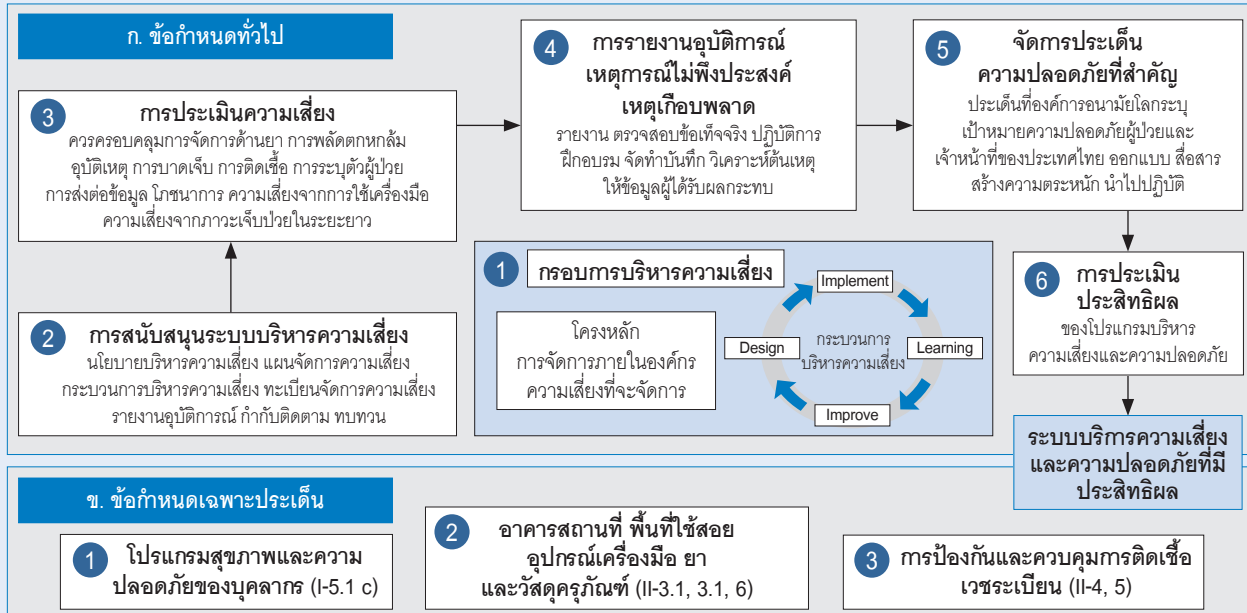 ก. ข้อกำหนดทั่วไป
1
กรอบการบริหารความเสี่ยง
โครงหลัก
การจัดการภายในองค์กร
ความเสี่ยงที่จะจัดการ
Implement
Design
กระบวนการ
บริหารความเสี่ยง
Learning
Improve
2
การสนับสนุนระบบบริหารความเสี่ยง
นโยบายบริหารความเสี่ยง แผนจัดการความเสี่ยง
กระบวนการบริหารความเสี่ยง ทะเบียนจัดการความเสี่ยง
รายงานอุบัติการณ์ กำกับติดตาม ทบทวน
3
การประเมินความเสี่ยง
ควรครอบคลุมการจัดการด้านยา การพลัดตกหกล้ม
อุบัติเหตุ การบาดเจ็บ การติดเชื้อ การระบุตัวผู้ป่วย
การส่งต่อข้อมูล โภชนาการ ความเสี่ยงจากการใช้เครื่องมือ
ความเสี่ยงจากภาวะเจ็บป่วยในระยะยาว
4
การรายงานอุบัติการณ์
เหตุการณ์ไม่พึงประสงค์
เหตุเกือบพลาด
รายงาน ตรวจสอบข้อเท็จจริง ปฏิบัติการ
ฝึกอบรม จัดทำบันทึก วิเคราะห์ต้นเหตุ
ให้ข้อมูลผู้ได้รับผลกระทบ
5
จัดการประเด็น
ความปลอดภัยที่สำคัญ
ประเด็นที่องค์การอนามัยโลกระบุ
เป้าหมายความปลอดภัยผู้ป่วยและ
เจ้าหน้าที่ของประเทศไทย ออกแบบ สื่อสาร
สร้างความตระหนัก นำไปปฏิบัติ
6
การประเมิน
ประสิทธิผล
ของโปรแกรมบริหาร
ความเสี่ยงและความปลอดภัย
ระบบบริการความเสี่ยง
และความปลอดภัยที่มี
ประสิทธิผล
ข. ข้อกำหนดเฉพาะประเด็น
1
โปรแกรมสุขภาพและความ
ปลอดภัยของบุคลากร (I-5.1 c)
2
อาคารสถานที่ พื้นที่ใช้สอย
อุปกรณ์เครื่องมือ ยา
และวัสดุครุภัณฑ์ (II-3.1, 3.1, 6)
3
การป้องกันและควบคุมการติดเชื้อ
เวชระเบียน (II-4, 5)